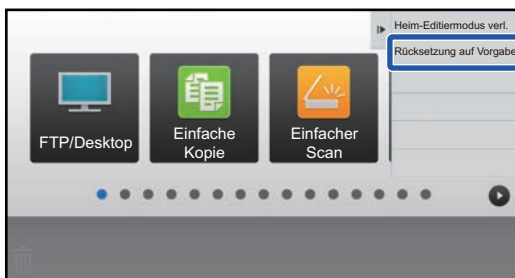 Heim-Editiermodus verl.
Rücksetzung auf Vorgabe
FTP/Desktop
Einfache
Kopie
Einfacher
Scan